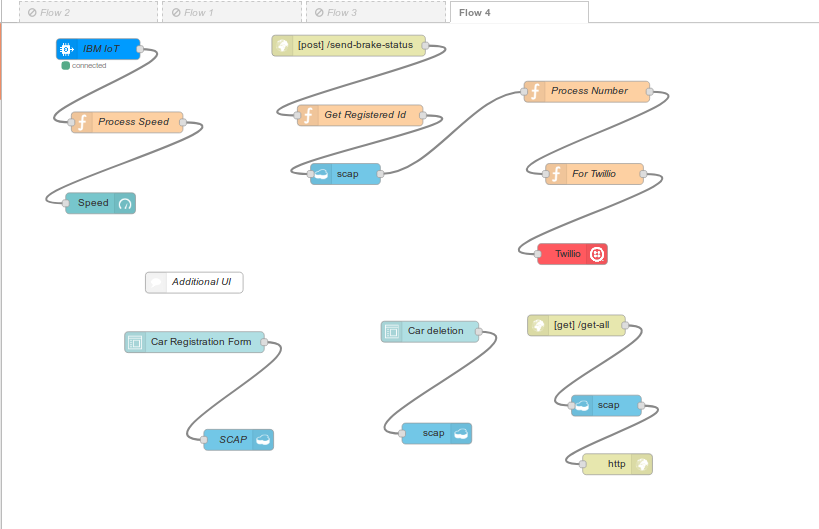 Flow 2
Flow 1
Flow 3
Flow 4
IBM IoT
connected
Process Speed
Speed
[post] /send-brake-status
Get Registered Id
scap
Process Number
For Twillio
Twillio
Additional UI
Car Registration Form
SCAP
Car deletion
scap
[get] /get-all
scap
http